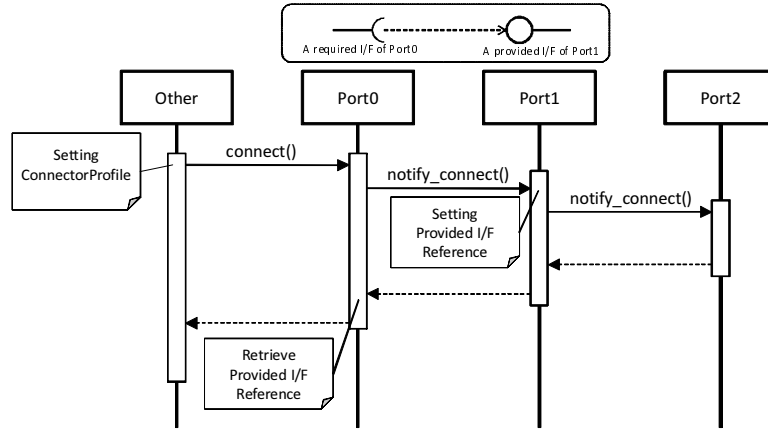 A required I/F of Port0
A provided I/F of Port1
Other
Port0
Port1
Port2
Setting
ConnectorProfile
connect()
notify_connect()
notify_connect()
Setting
Provided I/F
Reference
Retrieve
Provided I/F
Reference